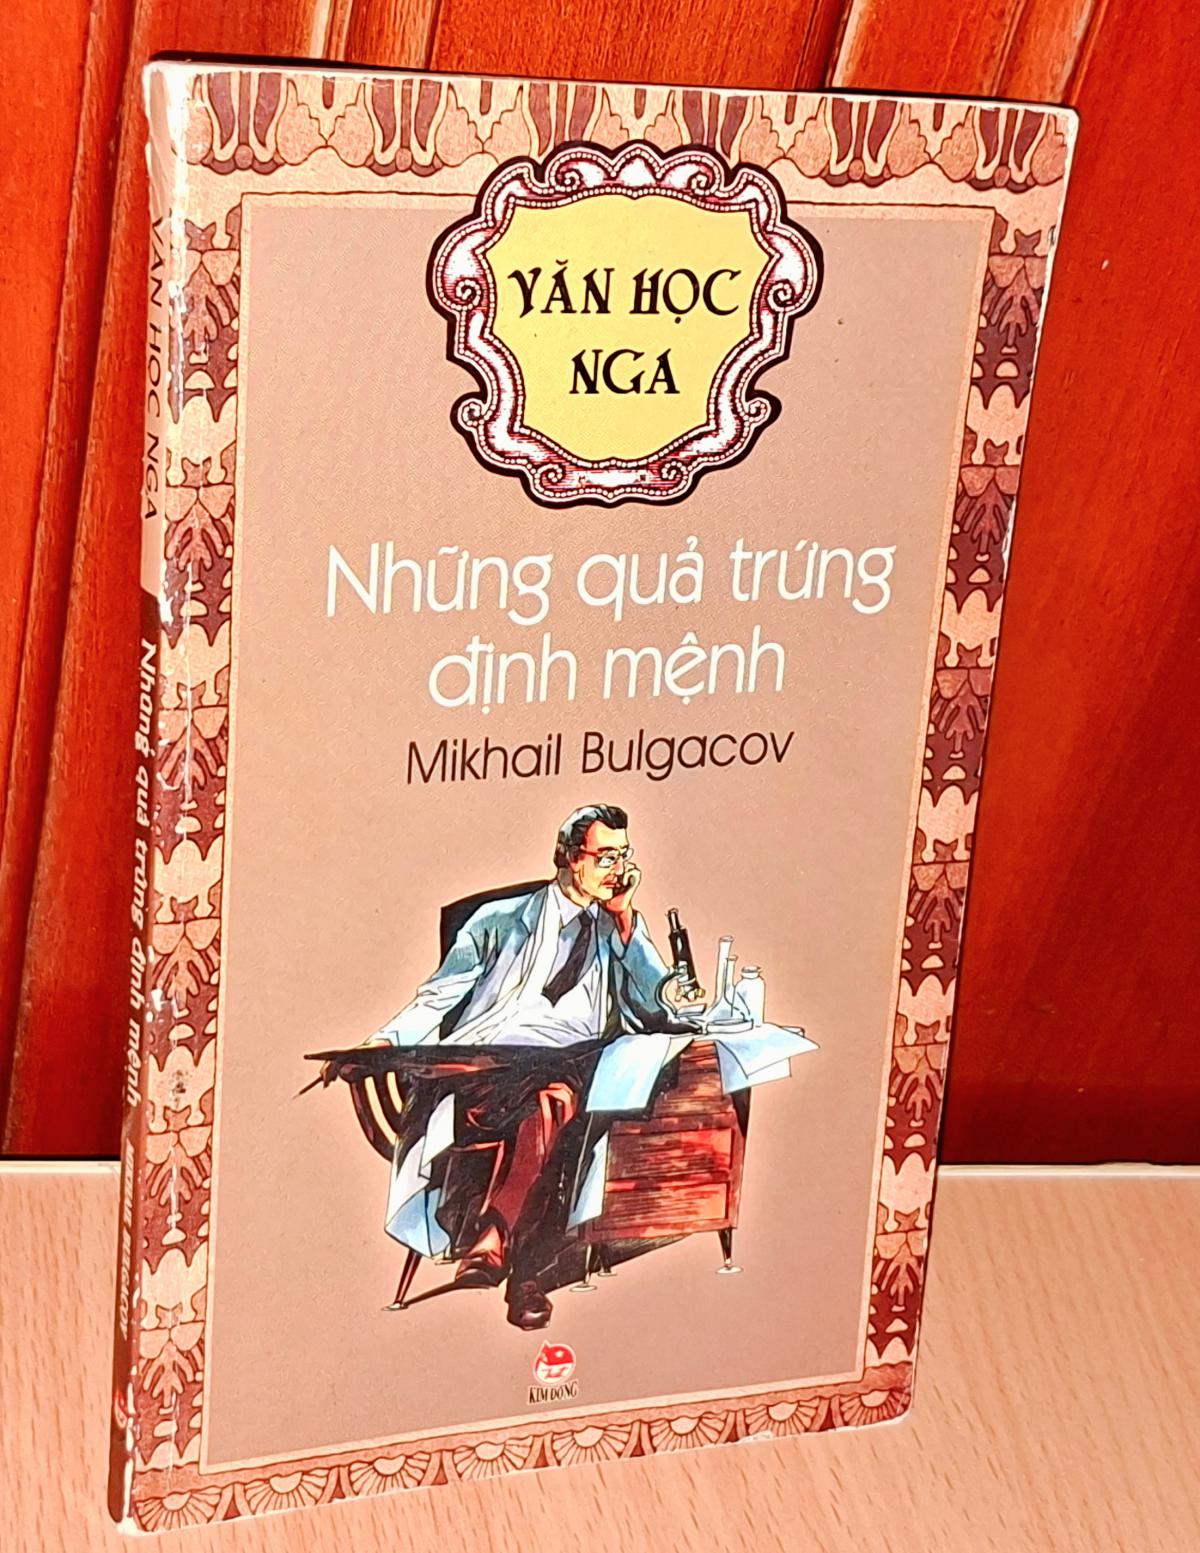 VĂN HỌC
NGA
Những quả trứng
định mệnh
Mikhail Bulgacov
KIM ĐỒNG
VĂN HỌC NGA
Những quả trứng định mệnh